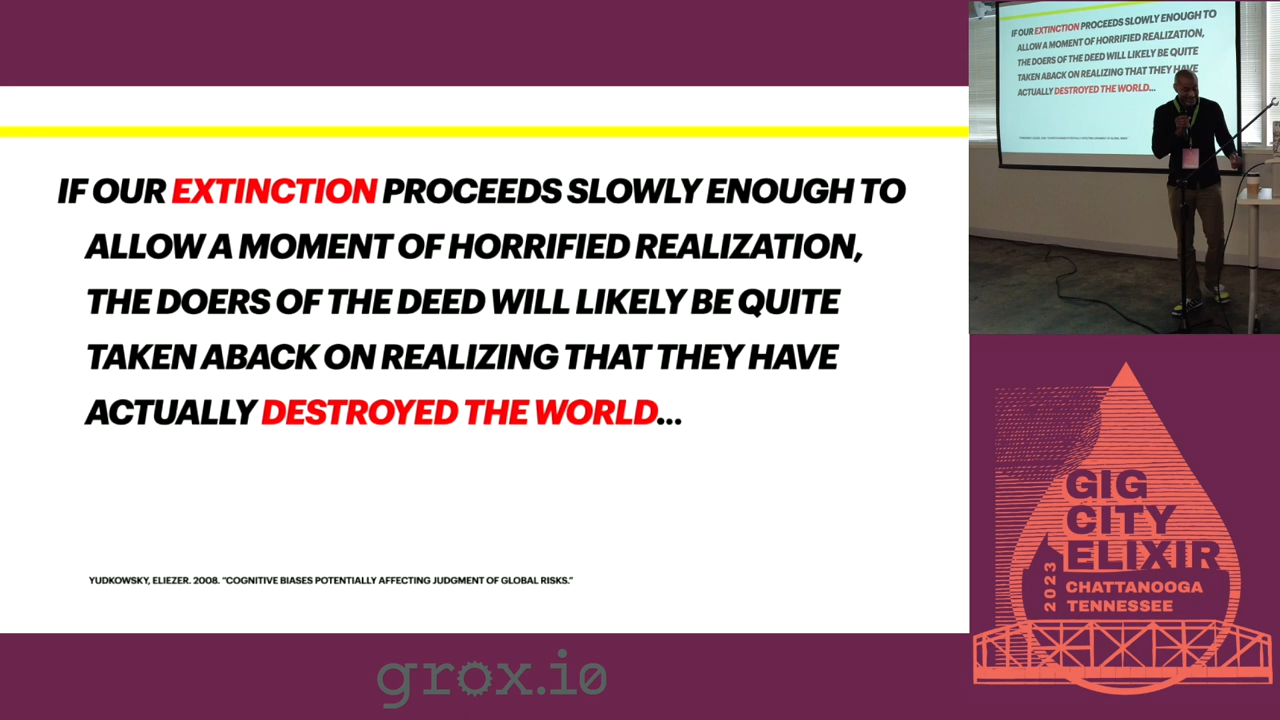 IF OUR EXTINCTION PROCEEDS SLOWLY ENOUGH TO
ALLOW A MOMENT OF HORRIFIED REALIZATION,
THE DOERS OF THE DEED WILL LIKELY BE QUITE
TAKEN ABACK ON REALIZING THAT THEY HAVE
ACTUALLY DESTROYED THE WORLD...
YUDKOWSKY, ELIEZER. 2008. "COGNITIVE BIASES POTENTIALLY AFFECTING JUDGMENT OF GLOBAL RISKS."
grox.io
IF OUR EXTINCTION PROCEEDS SLOWLY ENOUGH TO
ALLOW A MOMENT OF HORRIFIED REALIZATION,
THE DOERS OF THE DEED WILL LIKELY BE QUITE
TAKEN ABACK ON REALIZING THAT THEY HAVE
ACTUALLY DESTROYED THE WORLD...
GIG
CITY
ELIXIR
2023
CHATTANOOGA
TENNESSEE